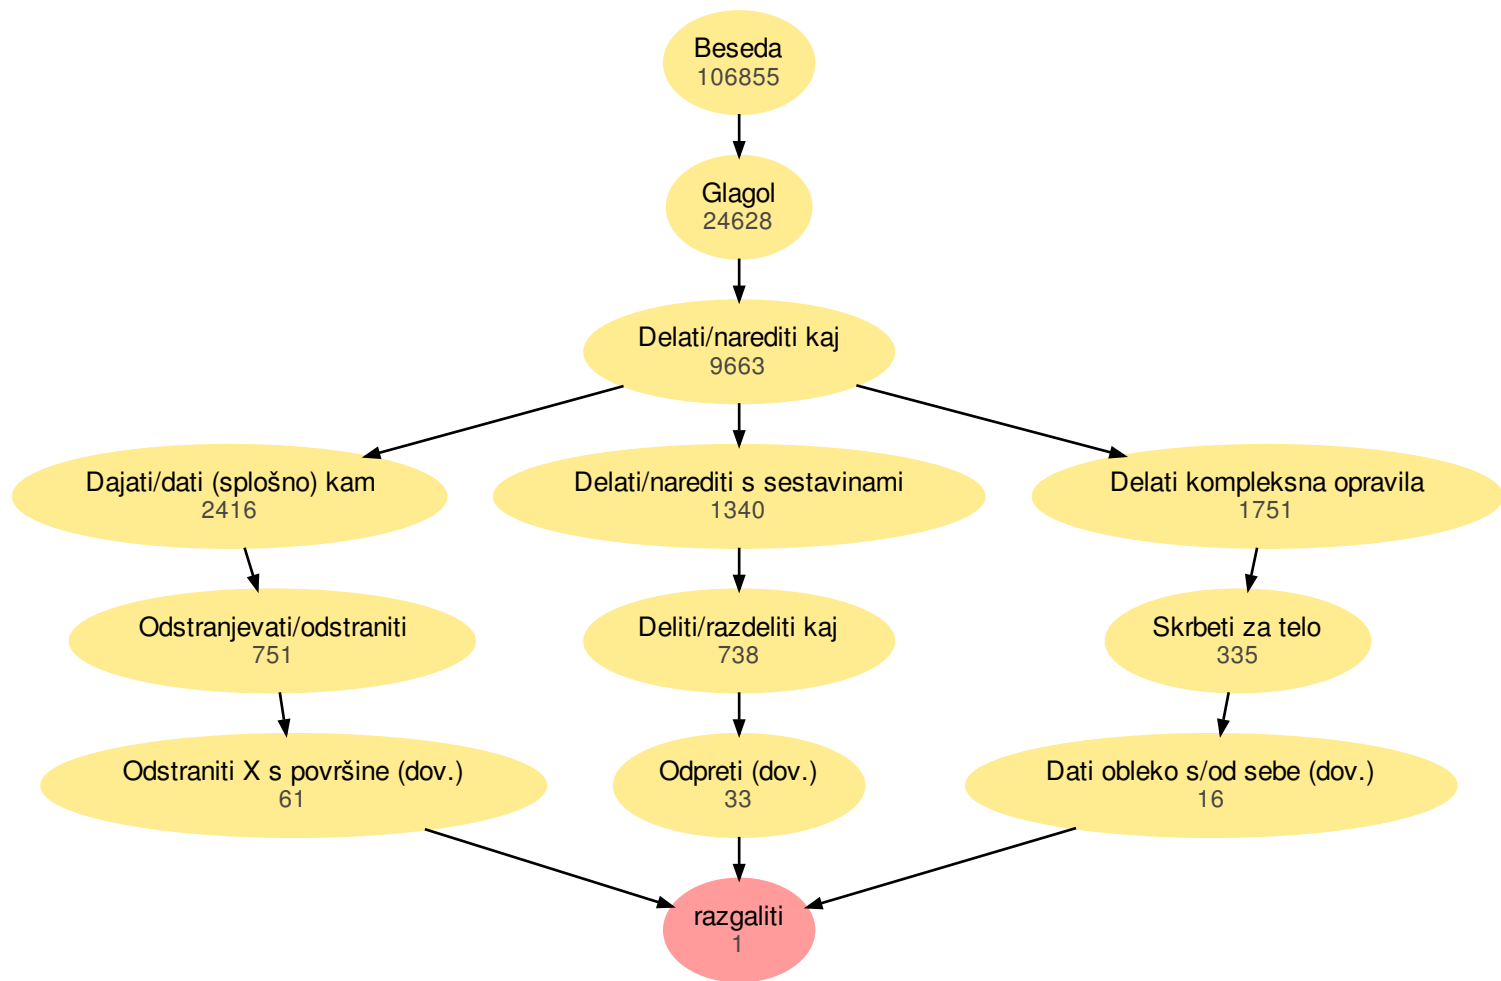 Beseda
106855
Glagol
24628
Delati/narediti kaj
9663
Dajati/dati (splošno) kam
2416
Delati/narediti s sestavinami
1340
Delati kompleksna opravila
1751
Odstranjevati/odstraniti
751
Deliti/razdeliti kaj
738
Skrbeti za telo
335
Odstraniti X s površine (dov.)
61
Odpreti (dov.)
33
Dati obleko s/od sebe (dov.)
16
razgaliti
1